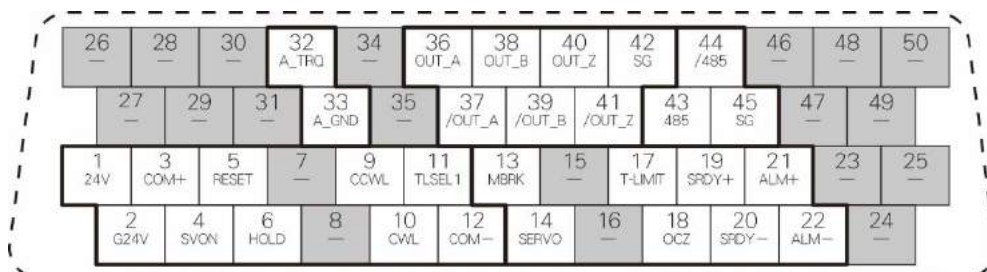 26 28 30 32 34 36 38 40 42 44 46 48 50
— — — A_TRQ — OUT_A OUT_B OUT_Z SG /485 — — —
27 29 31 33 35 37 39 41 43 45 47 49
— — — A_GND — /OUT_A /OUT_B /OUT_Z 485 SG — —
1 3 5 7 9 11 13 15 17 19 21 23 25
24V COM+ RESET — CCWL TLSEL1 MBRK — T-LIMIT SRDY+ ALM+ — —
2 4 6 8 10 12 14 16 18 20 22 24
G24V SVON HOLD — CWL COM− SERVO — OCZ SRDY− ALM− —